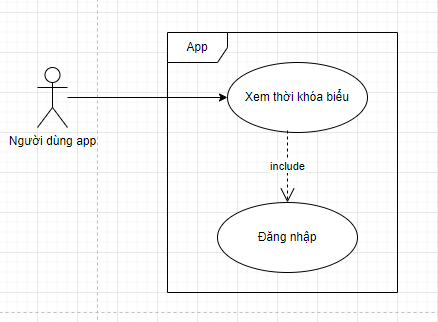 App
Xem thời khóa biểu
Người dùng app
include
Đăng nhập